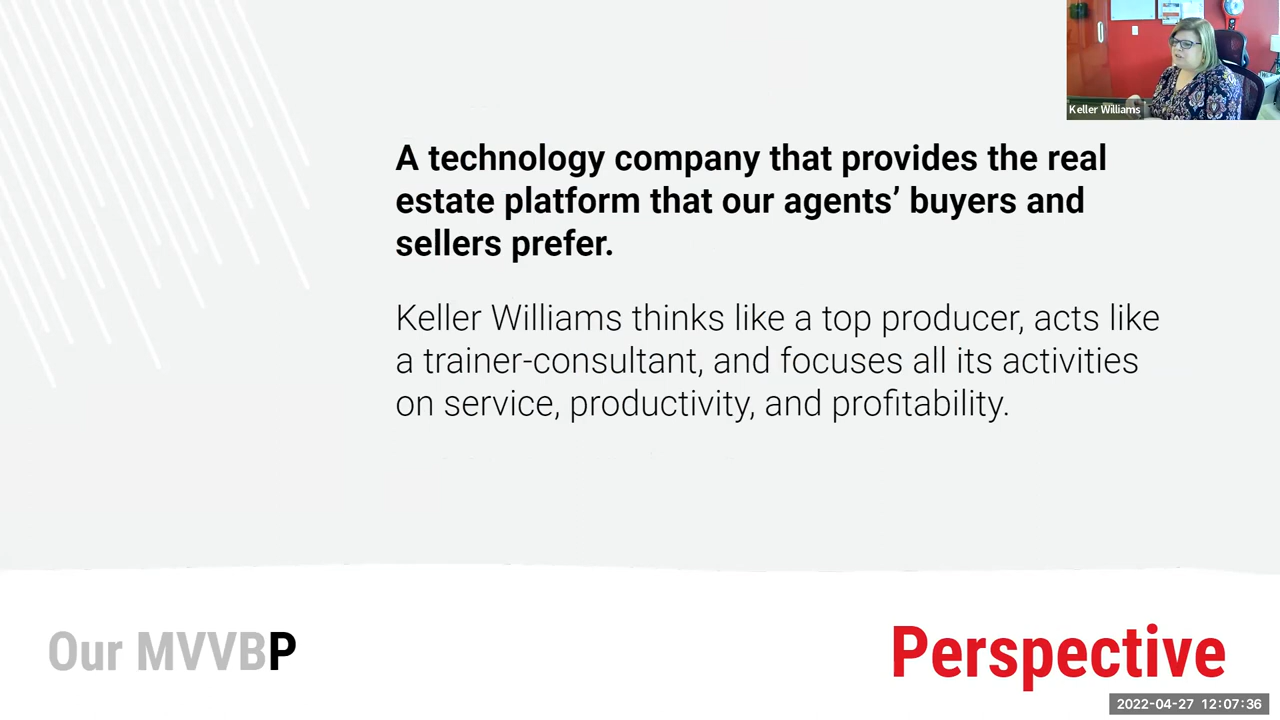 Keller Williams
A technology company that provides the real
estate platform that our agents’ buyers and
sellers prefer.
Keller Williams thinks like a top producer, acts like
a trainer-consultant, and focuses all its activities
on service, productivity, and profitability.
Our MVVBP
Perspective
2022-04-27 12:07:36